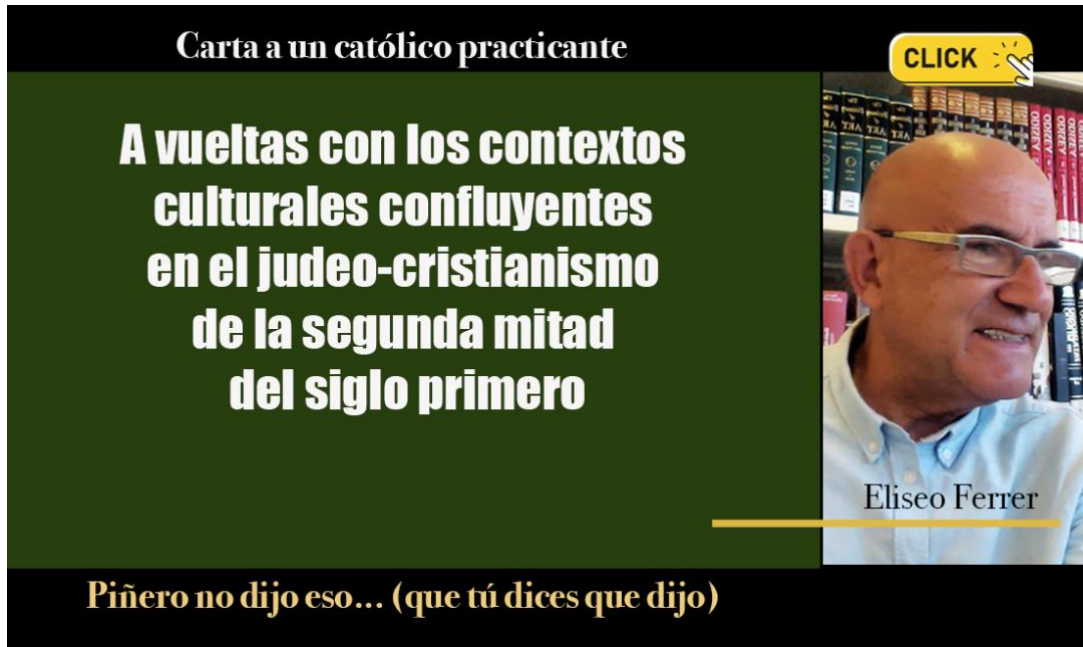 Carta a un católico practicante
CLICK
A vueltas con los contextos
culturales confluyentes
en el judeo-cristianismo
de la segunda mitad
del siglo primero
Eliseo Ferrer
Piñero no dijo eso... (que tú dices que dijo)